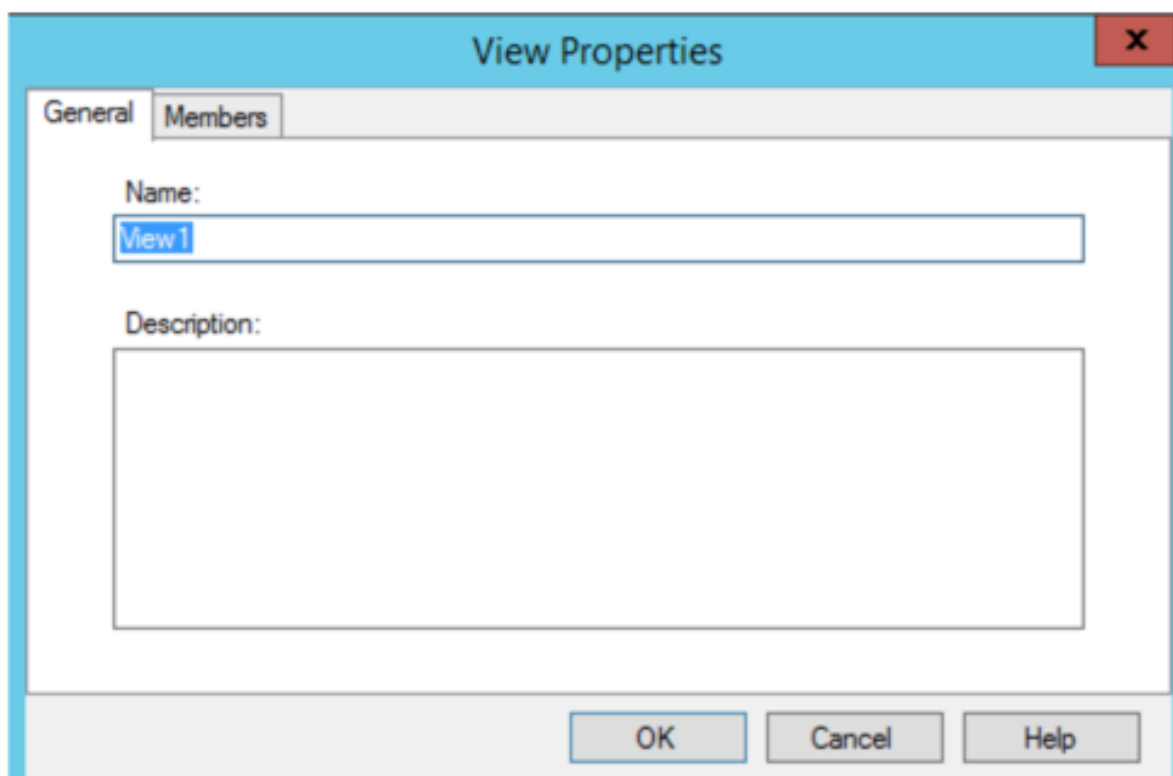 View Properties
x
General Members
Name:
View1
Description:
OK Cancel Help